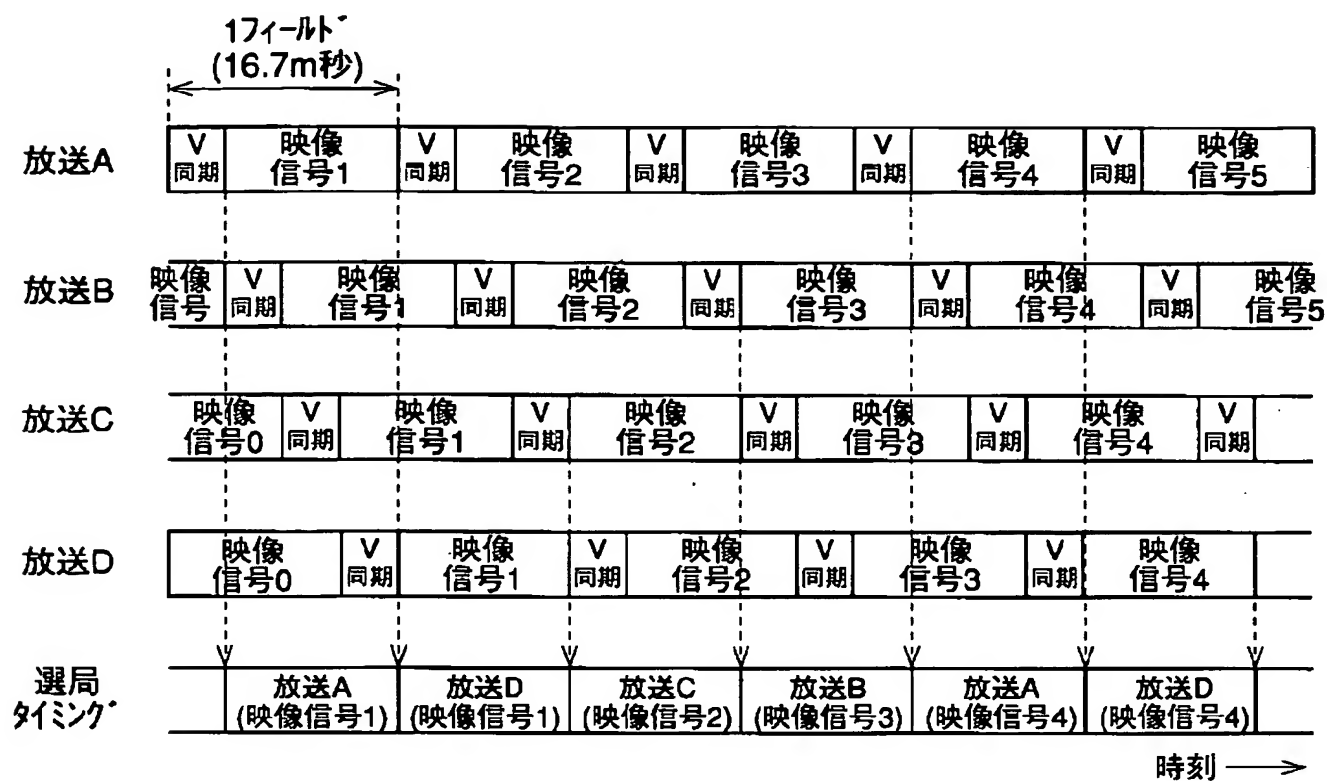 1フィールド
(16.7m秒)
放送A
V
同期
映像
信号1
V
同期
映像
信号2
V
同期
映像
信号3
V
同期
映像
信号4
V
同期
映像
信号5
放送B
映像
信号
V
同期
映像
信号1
V
同期
映像
信号2
V
同期
映像
信号3
V
同期
映像
信号4
V
同期
映像
信号5
放送C
映像
信号0
V
同期
映像
信号1
V
同期
映像
信号2
V
同期
映像
信号3
V
同期
映像
信号4
V
同期
放送D
映像
信号0
V
同期
映像
信号1
V
同期
映像
信号2
V
同期
映像
信号3
V
同期
映像
信号4
選局
タイミング
放送A
(映像信号1)
放送D
(映像信号1)
放送C
(映像信号2)
放送B
(映像信号3)
放送A
(映像信号4)
放送D
(映像信号4)
時刻